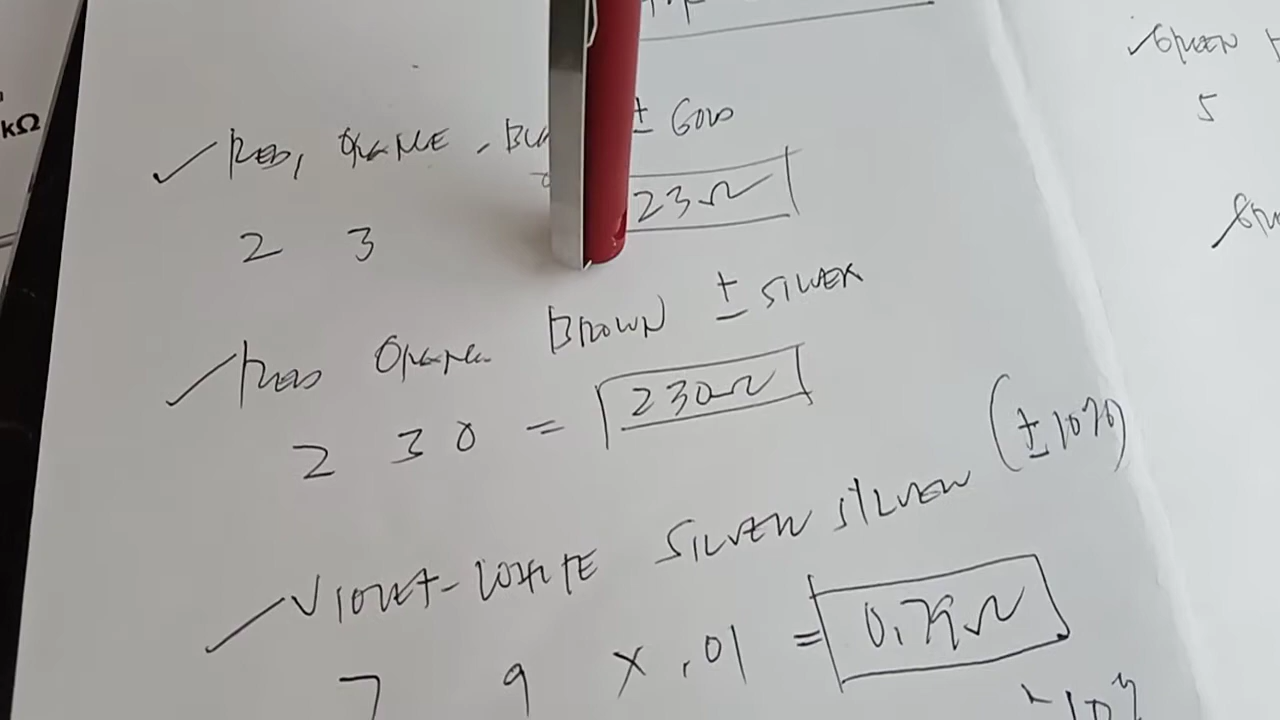 kΩ
✓ RED, ORANGE, BL ± GOLD
2 3 23Ω
✓ RED ORANGE BROWN ± SILVER
2 3 0 = 230Ω
✓ VIOLET-WHITE SILVER SILVER (±10%)
7 9 X .01 = 0.79Ω
✓ GREEN
5